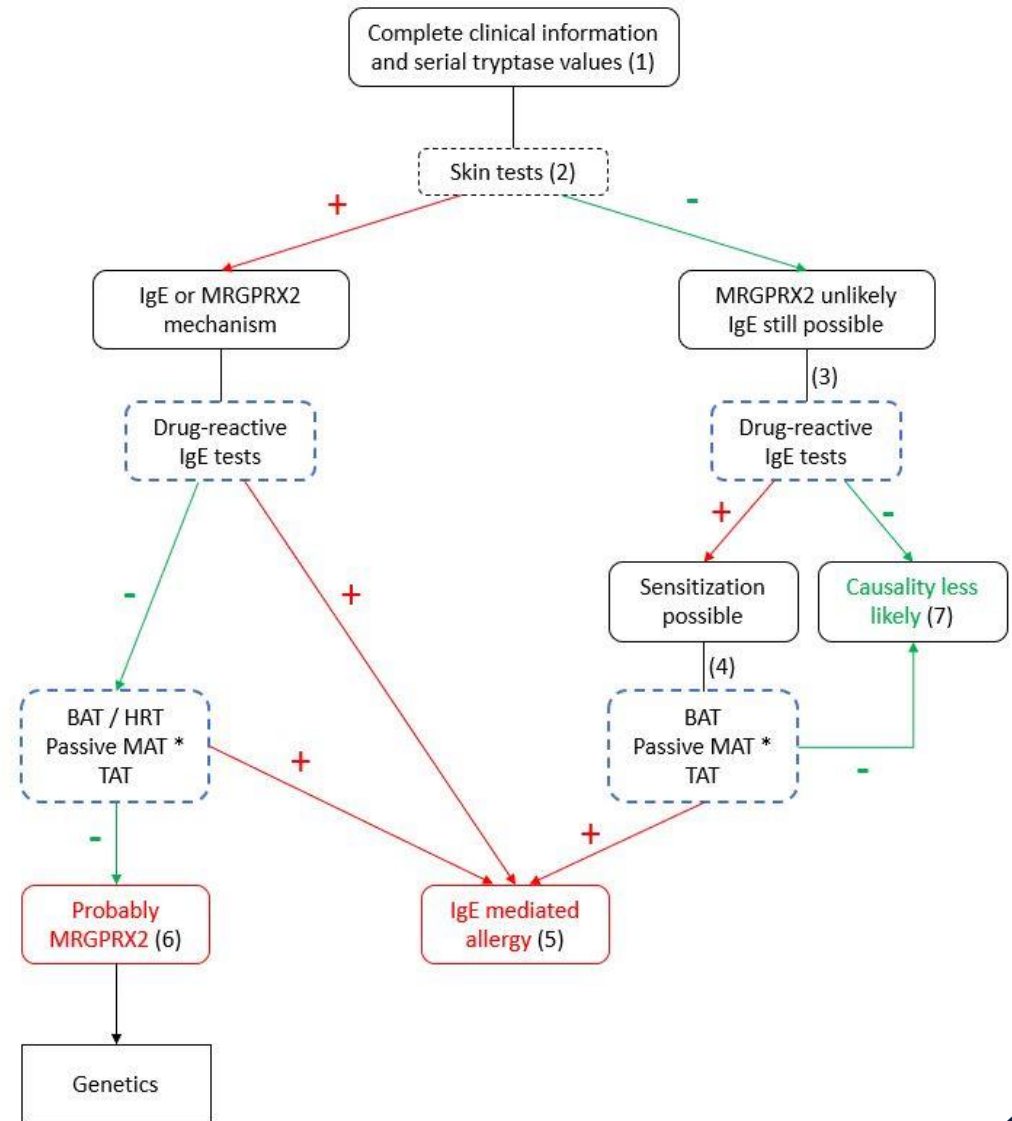 Complete clinical information
and serial tryptase values (1)
Skin tests (2)
+
-
IgE or MRGPRX2
mechanism
MRGPRX2 unlikely
IgE still possible
(3)
Drug-reactive
IgE tests
Drug-reactive
IgE tests
+
-
-
+
Sensitization
possible
Causality less
likely (7)
(4)
BAT / HRT
Passive MAT *
TAT
BAT
Passive MAT *
TAT
+
-
-
+
Probably
MRGPRX2 (6)
IgE mediated
allergy (5)
Genetics